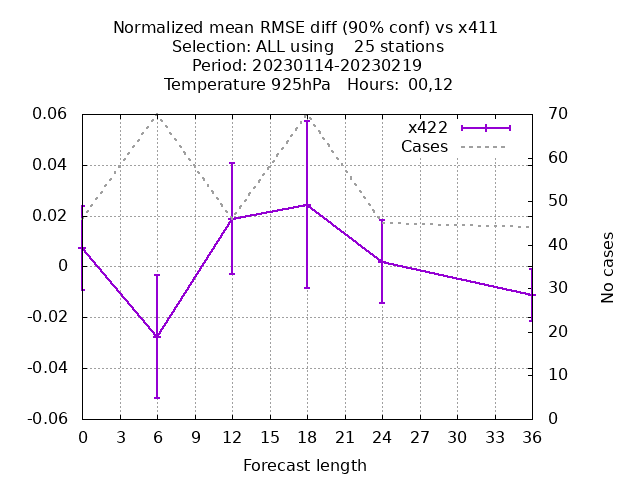 Normalized mean RMSE diff (90% conf) vs x411
Selection: ALL using 25 stations
Period: 20230114-20230219
Temperature 925hPa Hours: 00,12
0.06
0.04
0.02
0
-0.02
-0.04
-0.06
x422
Cases
70
60
50
40
30
20
10
0
No cases
0 3 6 9 12 15 18 21 24 27 30 33 36
Forecast length